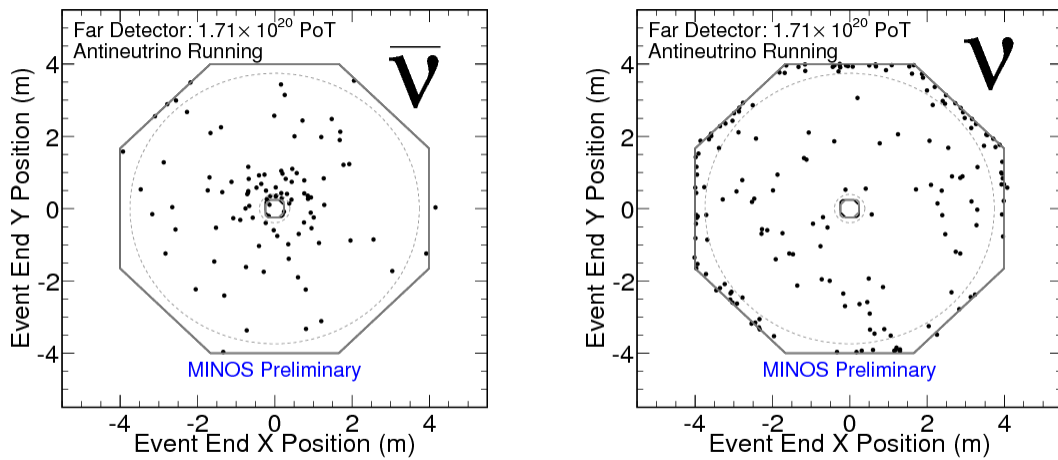 Far Detector: 1.71× 10²⁰ PoT
Antineutrino Running
ν̅
4
2
0
-2
-4
Event End Y Position (m)
MINOS Preliminary
-4 -2 0 2 4
Event End X Position (m)
Far Detector: 1.71× 10²⁰ PoT
Antineutrino Running
ν
4
2
0
-2
-4
Event End Y Position (m)
MINOS Preliminary
-4 -2 0 2 4
Event End X Position (m)